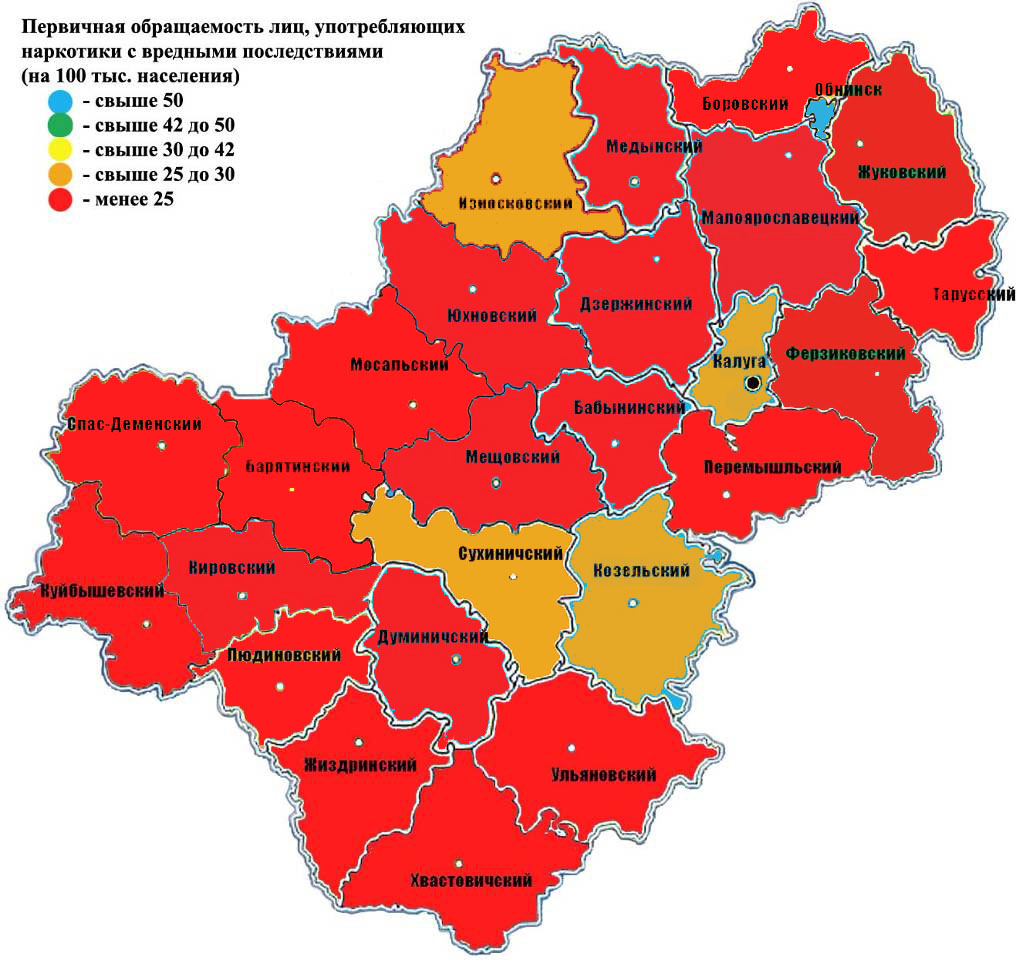 Первичная обращаемость лиц, употребляющих
наркотики с вредными последствиями
(на 100 тыс. населения)
- свыше 50
- свыше 42 до 50
- свыше 30 до 42
- свыше 25 до 30
- менее 25
Обнинск
Боровский
Медынский
Жуковский
Износковский
Малоярославецкий
Тарусский
Дзержинский
Юхновский
Ферзиковский
Калуга
Мосальский
Бабынинский
Спас-Деменский
Мещовский
Барятинский
Перемышльский
Сухиничский
Кировский
Козельский
Куйбышевский
Думиничский
Людиновский
Жиздринский
Ульяновский
Хвастовичский